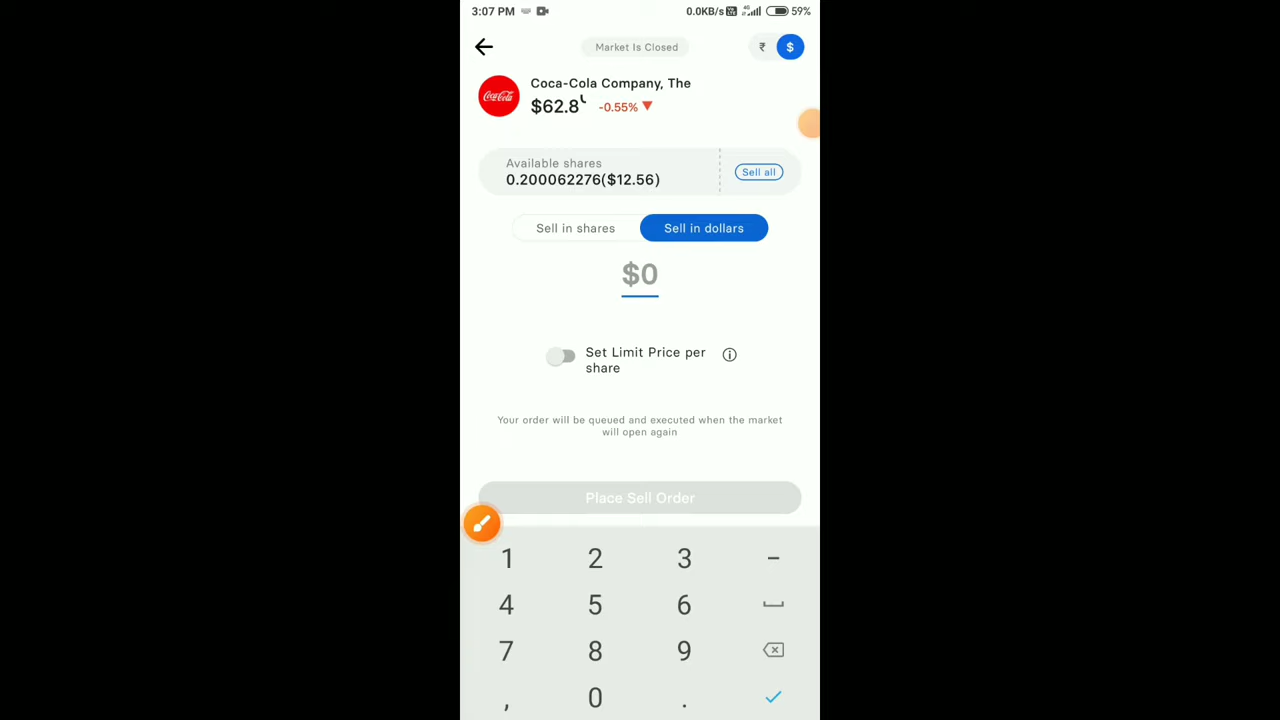 3:07 PM 0.0KB/s 4G 59%
Market Is Closed ₹ $
Coca-Cola Company, The
Coca-Cola
$62.8 -0.55%
Available shares
0.200062276($12.56) Sell all
Sell in shares Sell in dollars
$0
Set Limit Price per
share
Your order will be queued and executed when the market
will open again
Place Sell Order
1 2 3 -
4 5 6
7 8 9
, 0 .